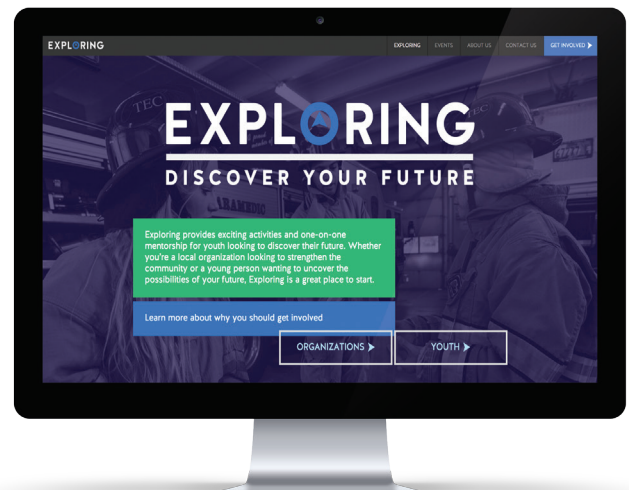 EXPLORING
EXPLORING EVENTS ABOUT US CONTACT US GET INVOLVED
TEC
TEC
EXPLORING
DISCOVER YOUR FUTURE
PARAMEDIC
Exploring provides exciting activities and one-on-one
mentorship for youth looking to discover their future. Whether
you're a local organization looking to strengthen the
community or a young person wanting to uncover the
possibilities of your future, Exploring is a great place to start.
Learn more about why you should get involved
ORGANIZATIONS YOUTH